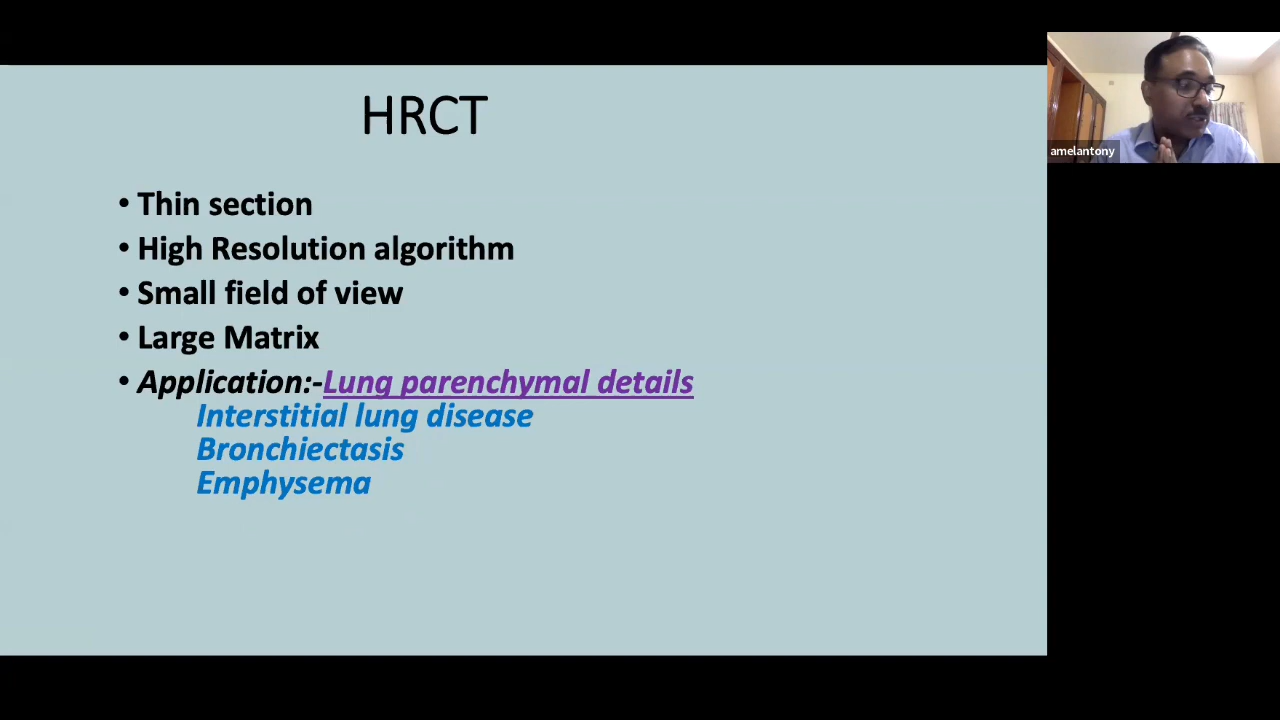 HRCT
• Thin section
• High Resolution algorithm
• Small field of view
• Large Matrix
• Application:-Lung parenchymal details
Interstitial lung disease
Bronchiectasis
Emphysema
amelantony